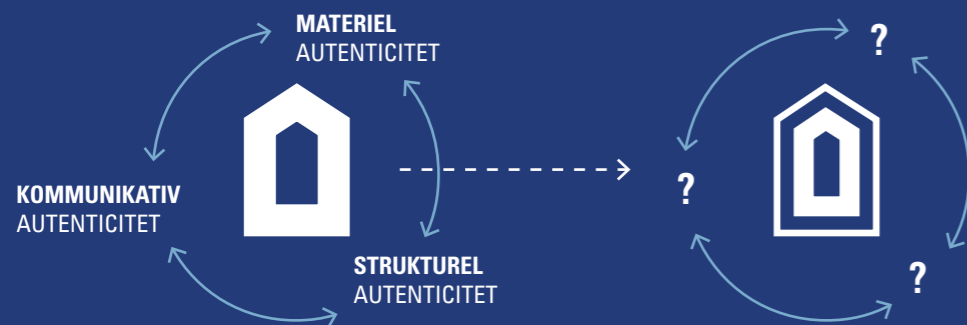 MATERIEL
AUTENTICITET
?
KOMMUNIKATIV
AUTENTICITET
?
STRUKTUREL
AUTENTICITET
?